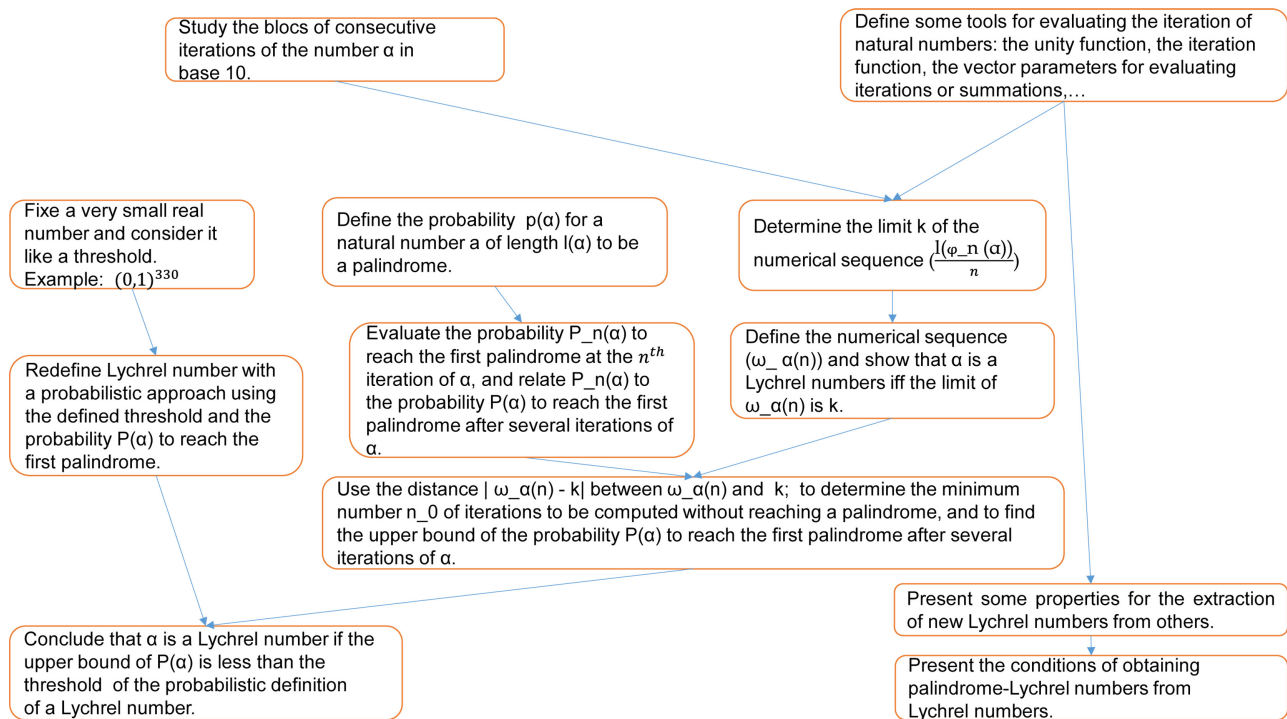 Study the blocs of consecutive
iterations of the number α in
base 10.
Define some tools for evaluating the iteration of
natural numbers: the unity function, the iteration
function, the vector parameters for evaluating
iterations or summations,…
Fixe a very small real
number and consider it
like a threshold.
Example: (0,1)³³⁰
Define the probability p(α) for a
natural number a of length l(α) to be
a palindrome.
Determine the limit k of the
numerical sequence (l(φ_n (α))/n)
Redefine Lychrel number with
a probabilistic approach using
the defined threshold and the
probability P(α) to reach the
first palindrome.
Evaluate the probability P_n(α) to
reach the first palindrome at the nᵗʰ
iteration of α, and relate P_n(α) to
the probability P(α) to reach the first
palindrome after several iterations of
α.
Define the numerical sequence
(ω_ α(n)) and show that α is a
Lychrel numbers iff the limit of
ω_α(n) is k.
Use the distance | ω_α(n) - k| between ω_α(n) and k; to determine the minimum
number n_0 of iterations to be computed without reaching a palindrome, and to find
the upper bound of the probability P(α) to reach the first palindrome after several
iterations of α.
Conclude that α is a Lychrel number if the
upper bound of P(α) is less than the
threshold of the probabilistic definition
of a Lychrel number.
Present some properties for the extraction
of new Lychrel numbers from others.
Present the conditions of obtaining
palindrome-Lychrel numbers from
Lychrel numbers.